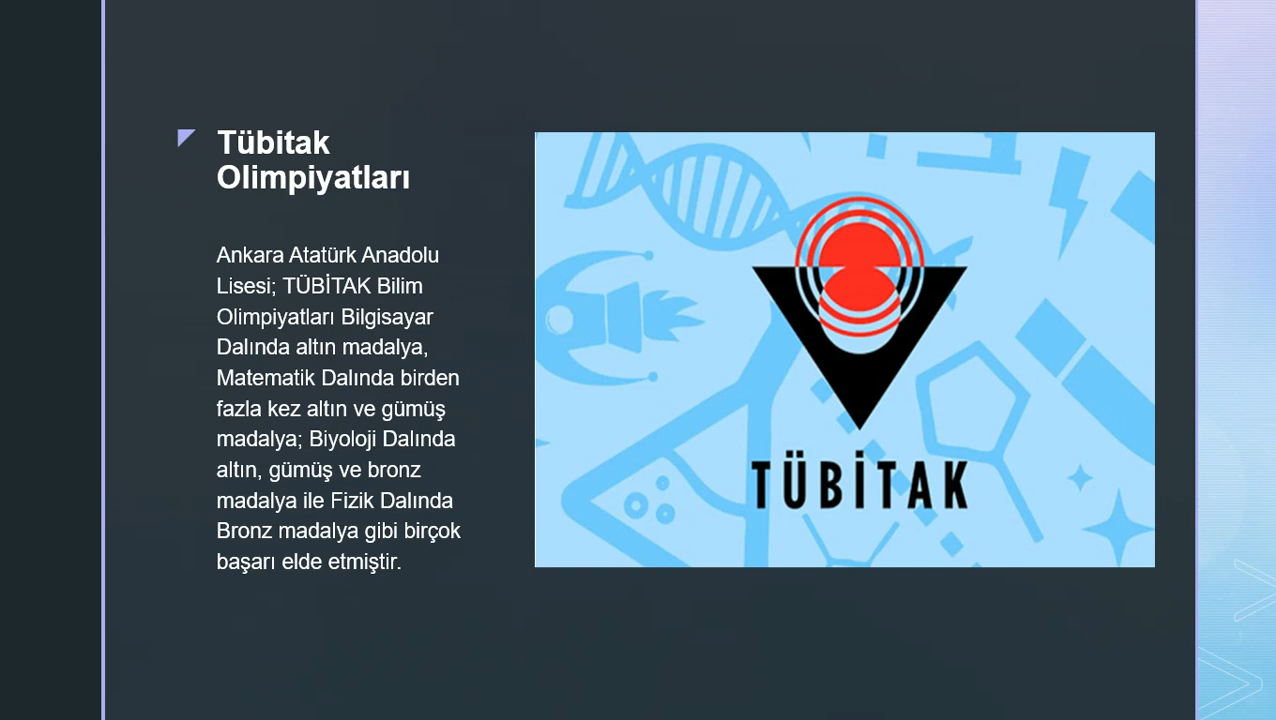 Tübitak
Olimpiyatları
Ankara Atatürk Anadolu
Lisesi; TÜBİTAK Bilim
Olimpiyatları Bilgisayar
Dalında altın madalya,
Matematik Dalında birden
fazla kez altın ve gümüş
madalya; Biyoloji Dalında
altın, gümüş ve bronz
madalya ile Fizik Dalında
Bronz madalya gibi birçok
başarı elde etmiştir.
TÜBİTAK